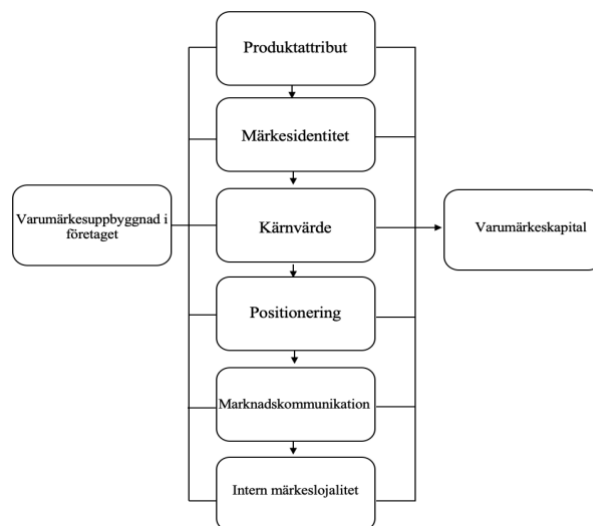 Produktattribut
Märkesidentitet
Varumärkesuppbyggnad i
företaget
Kärnvärde
Varumärkeskapital
Positionering
Marknadskommunikation
Intern märkeslojalitet